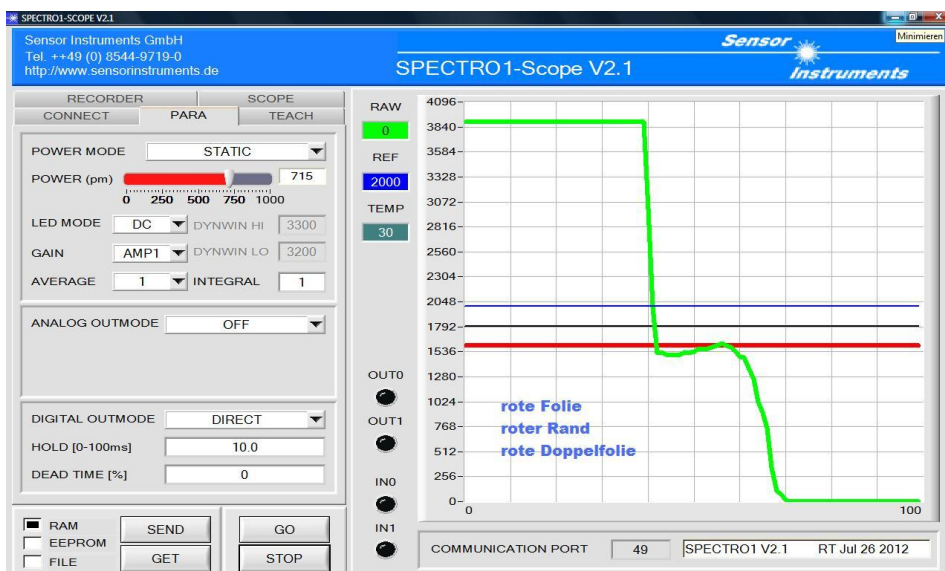 SPECTRO1-SCOPE V2.1
Minimieren
Sensor Instruments GmbH
Tel. ++49 (0) 8544-9719-0
http://www.sensorinstruments.de
SPECTRO1-Scope V2.1
Sensor
Instruments
RECORDER SCOPE
CONNECT PARA TEACH
POWER MODE STATIC
POWER (pm) 715
0 250 500 750 1000
LED MODE DC DYNWIN HI 3300
GAIN AMP1 DYNWIN LO 3200
AVERAGE 1 INTEGRAL 1
ANALOG OUTMODE OFF
DIGITAL OUTMODE DIRECT
HOLD [0-100ms] 10.0
DEAD TIME [%] 0
RAM
EEPROM
FILE
SEND GO
GET STOP
RAW
0
REF
2000
TEMP
30
OUT0
OUT1
IN0
IN1
4096
3840
3584
3328
3072
2816
2560
2304
2048
1792
1536
1280
1024
768
512
256
0
0 100
rote Folie
roter Rand
rote Doppelfolie
COMMUNICATION PORT 49 SPECTRO1 V2.1 RT Jul 26 2012